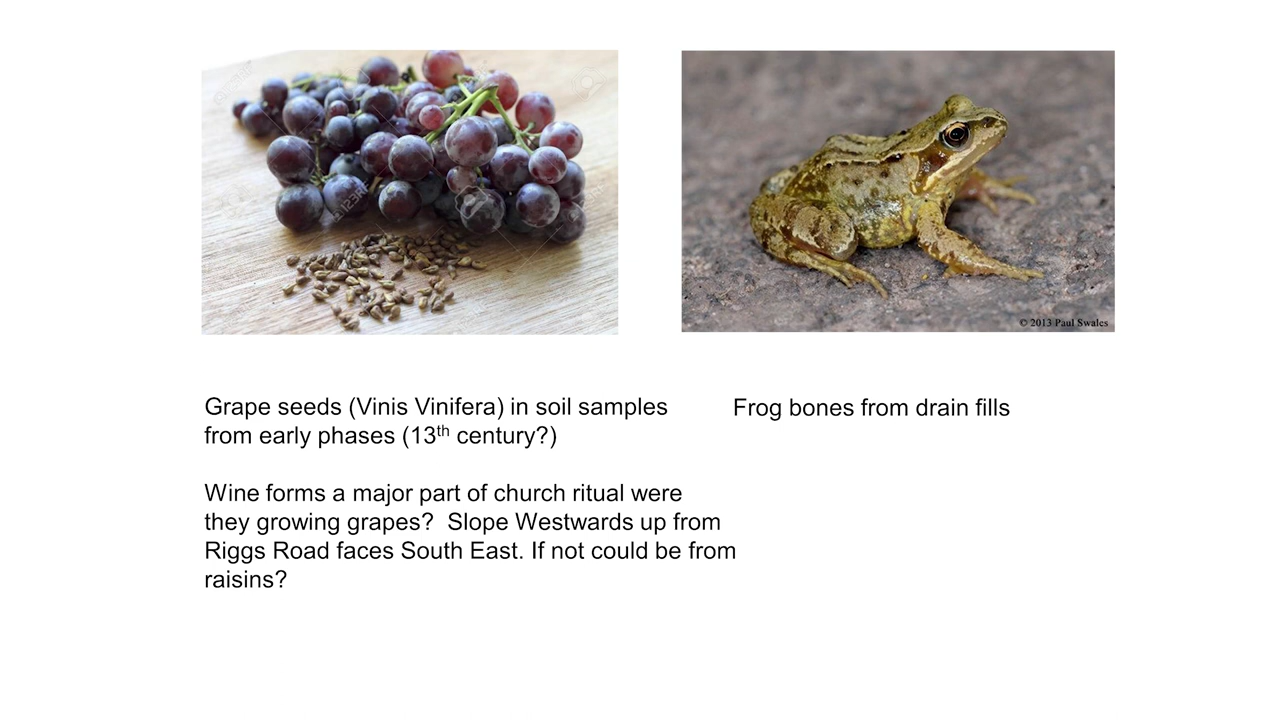 © 2013 Paul Swales
Grape seeds (Vinis Vinifera) in soil samples
from early phases (13th century?)
Wine forms a major part of church ritual were
they growing grapes?  Slope Westwards up from
Riggs Road faces South East. If not could be from
raisins?
Frog bones from drain fills